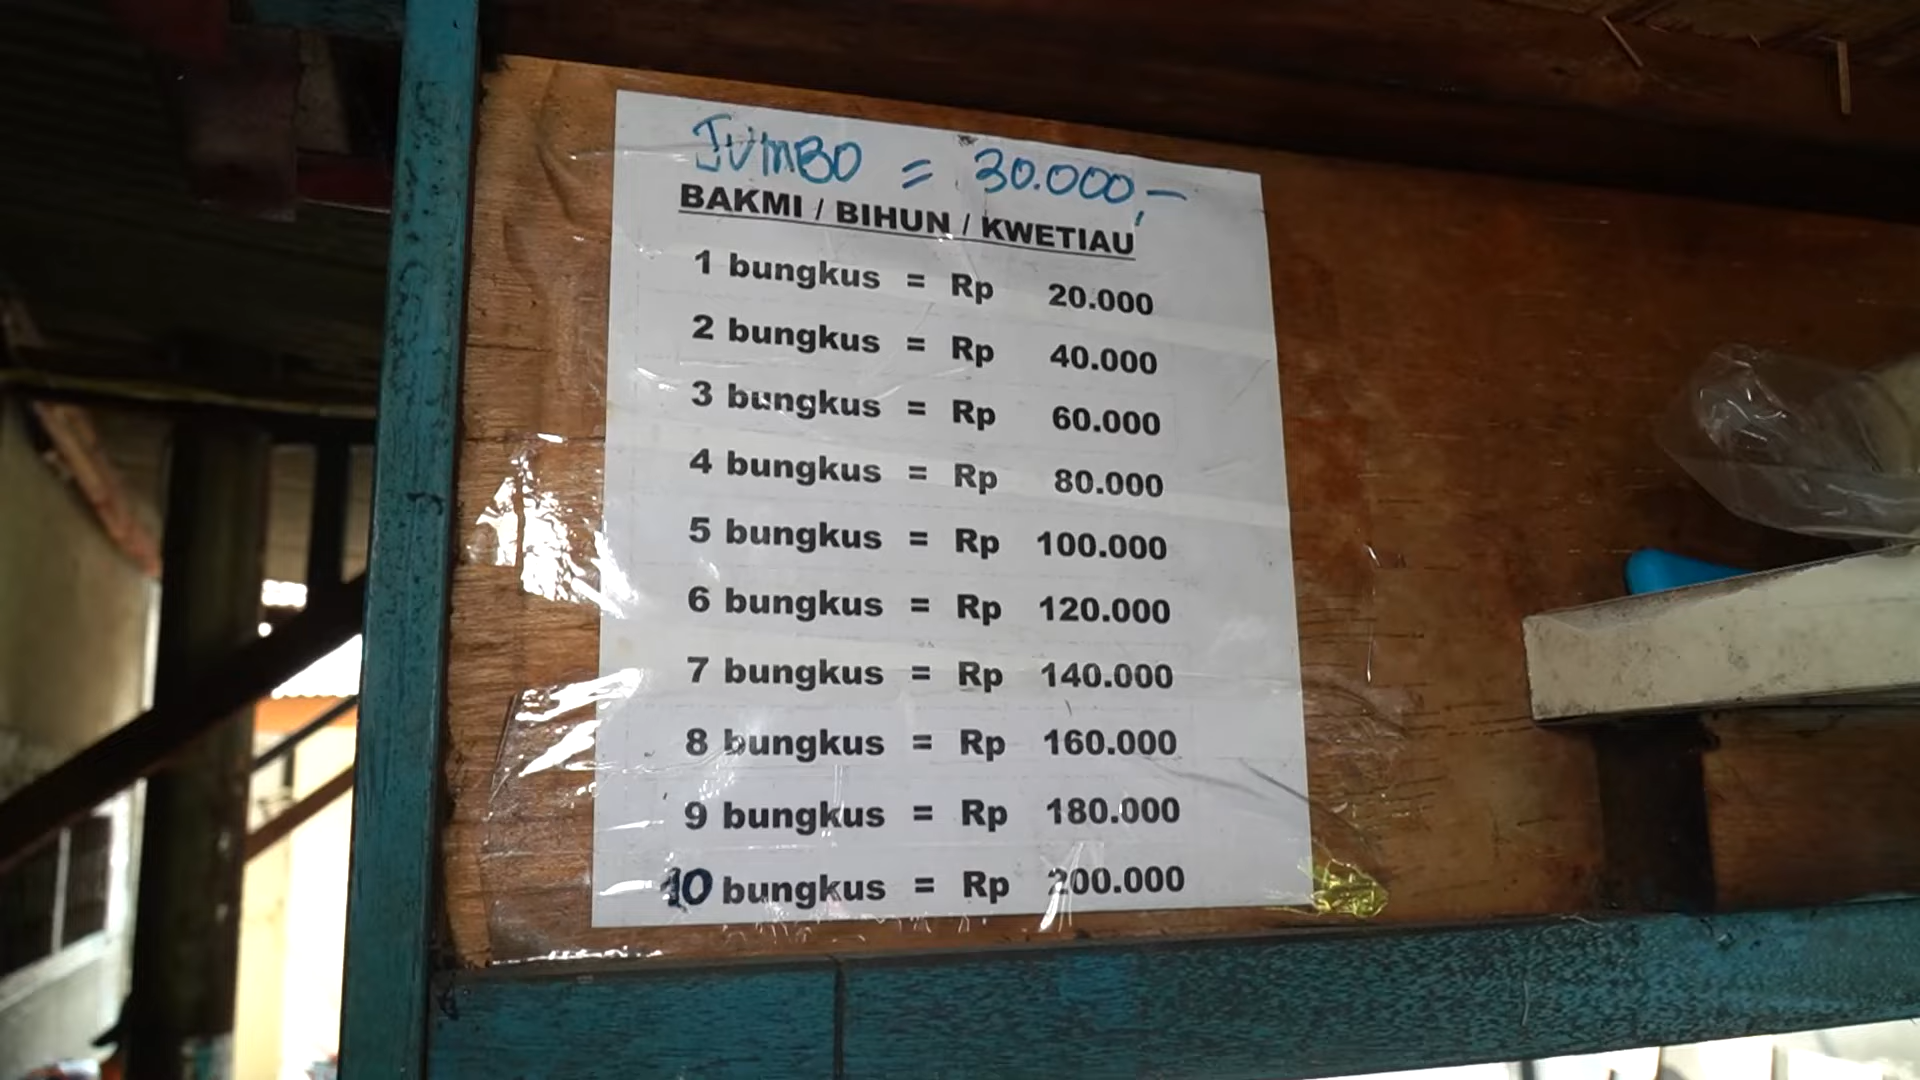 JUMBO = 30.000,-
BAKMI / BIHUN / KWETIAU
1 bungkus = Rp 20.000
2 bungkus = Rp 40.000
3 bungkus = Rp 60.000
4 bungkus = Rp 80.000
5 bungkus = Rp 100.000
6 bungkus = Rp 120.000
7 bungkus = Rp 140.000
8 bungkus = Rp 160.000
9 bungkus = Rp 180.000
10 bungkus = Rp 200.000